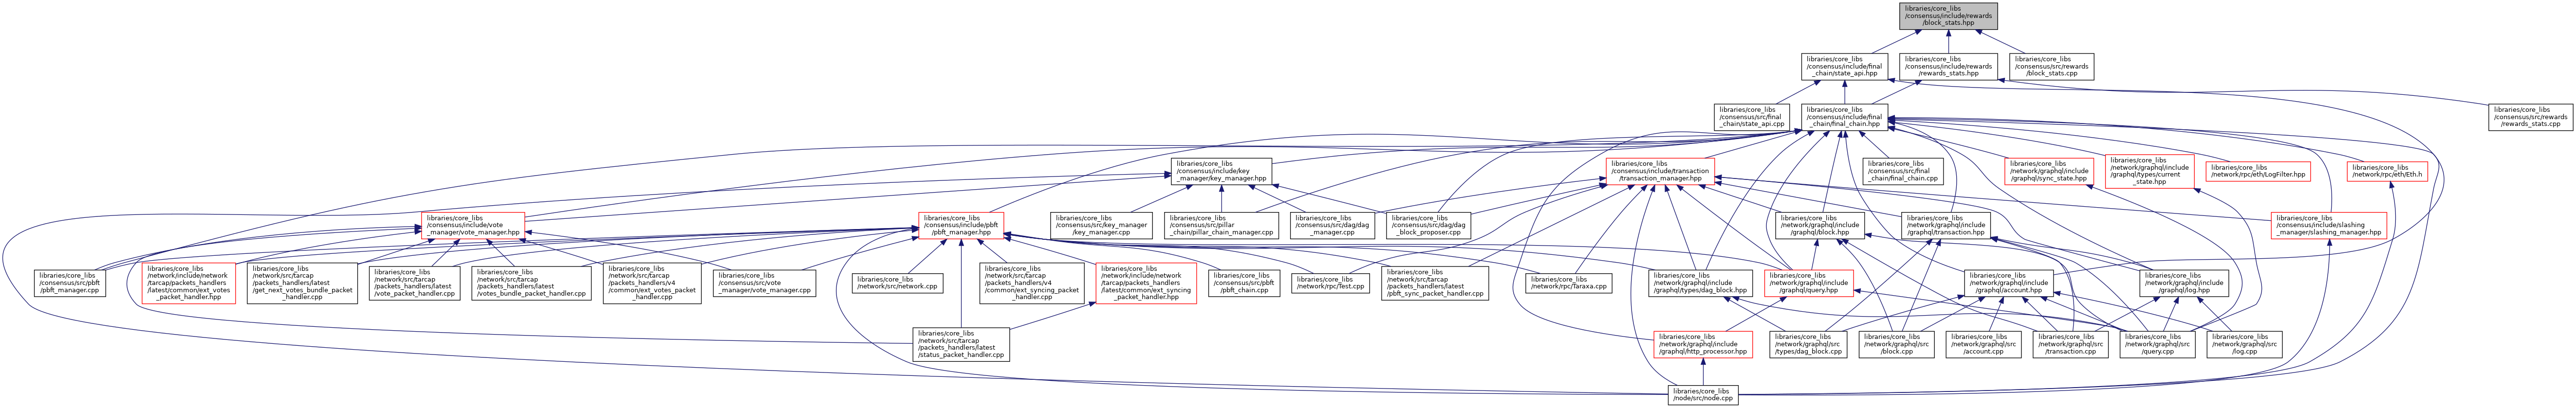 libraries/core_libs
/consensus/include/rewards
/block_stats.hpp
libraries/core_libs
/consensus/include/final
_chain/state_api.hpp
libraries/core_libs
/consensus/include/rewards
/rewards_stats.hpp
libraries/core_libs
/consensus/src/rewards
/block_stats.cpp
libraries/core_libs
/consensus/src/final
_chain/state_api.cpp
libraries/core_libs
/consensus/include/final
_chain/final_chain.hpp
libraries/core_libs
/consensus/src/rewards
/rewards_stats.cpp
libraries/core_libs
/consensus/include/key
_manager/key_manager.hpp
libraries/core_libs
/consensus/include/transaction
/transaction_manager.hpp
libraries/core_libs
/consensus/src/final
_chain/final_chain.cpp
libraries/core_libs
/network/graphql/include
/graphql/sync_state.hpp
libraries/core_libs
/network/graphql/include
/graphql/types/current
_state.hpp
libraries/core_libs
/network/rpc/eth/LogFilter.hpp
libraries/core_libs
/network/rpc/eth/Eth.h
libraries/core_libs
/consensus/include/vote
_manager/vote_manager.hpp
libraries/core_libs
/consensus/include/pbft
/pbft_manager.hpp
libraries/core_libs
/consensus/src/key_manager
/key_manager.cpp
libraries/core_libs
/consensus/src/pillar
_chain/pillar_chain_manager.cpp
libraries/core_libs
/consensus/src/dag/dag
_manager.cpp
libraries/core_libs
/consensus/src/dag/dag
_block_proposer.cpp
libraries/core_libs
/network/graphql/include
/graphql/block.hpp
libraries/core_libs
/network/graphql/include
/graphql/transaction.hpp
libraries/core_libs
/consensus/include/slashing
_manager/slashing_manager.hpp
libraries/core_libs
/consensus/src/pbft
/pbft_manager.cpp
libraries/core_libs
/network/include/network
/tarcap/packets_handlers
/latest/common/ext_votes
_packet_handler.hpp
libraries/core_libs
/network/src/tarcap
/packets_handlers/latest
/get_next_votes_bundle_packet
_handler.cpp
libraries/core_libs
/network/src/tarcap
/packets_handlers/latest
/vote_packet_handler.cpp
libraries/core_libs
/network/src/tarcap
/packets_handlers/latest
/votes_bundle_packet_handler.cpp
libraries/core_libs
/network/src/tarcap
/packets_handlers/v4
/common/ext_votes_packet
_handler.cpp
libraries/core_libs
/consensus/src/vote
_manager/vote_manager.cpp
libraries/core_libs
/network/src/network.cpp
libraries/core_libs
/network/src/tarcap
/packets_handlers/v4
/common/ext_syncing_packet
_handler.cpp
libraries/core_libs
/network/include/network
/tarcap/packets_handlers
/latest/common/ext_syncing
_packet_handler.hpp
libraries/core_libs
/consensus/src/pbft
/pbft_chain.cpp
libraries/core_libs
/network/rpc/Test.cpp
libraries/core_libs
/network/src/tarcap
/packets_handlers/latest
/pbft_sync_packet_handler.cpp
libraries/core_libs
/network/rpc/Taraxa.cpp
libraries/core_libs
/network/graphql/include
/graphql/types/dag_block.hpp
libraries/core_libs
/network/graphql/include
/graphql/query.hpp
libraries/core_libs
/network/graphql/include
/graphql/account.hpp
libraries/core_libs
/network/graphql/include
/graphql/log.hpp
libraries/core_libs
/network/src/tarcap
/packets_handlers/latest
/status_packet_handler.cpp
libraries/core_libs
/network/graphql/include
/graphql/http_processor.hpp
libraries/core_libs
/network/graphql/src
/types/dag_block.cpp
libraries/core_libs
/network/graphql/src
/block.cpp
libraries/core_libs
/network/graphql/src
/account.cpp
libraries/core_libs
/network/graphql/src
/transaction.cpp
libraries/core_libs
/network/graphql/src
/query.cpp
libraries/core_libs
/network/graphql/src
/log.cpp
libraries/core_libs
/node/src/node.cpp